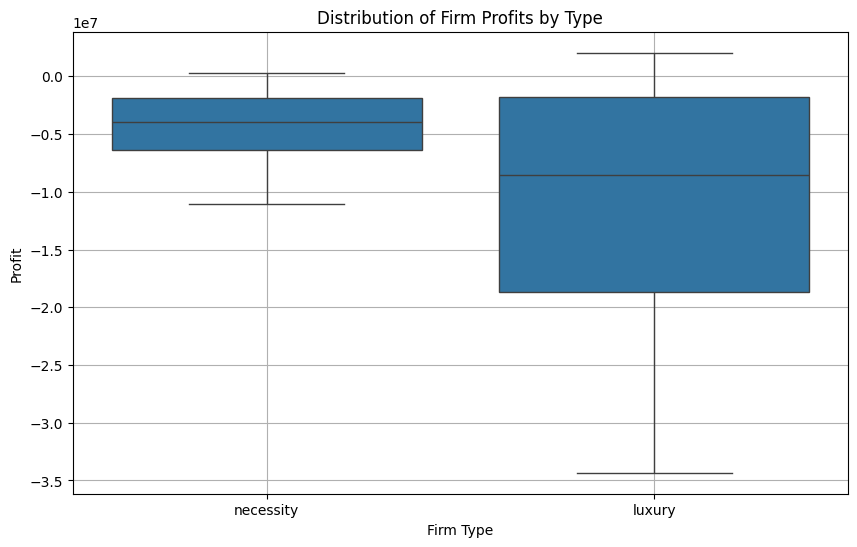 Distribution of Firm Profits by Type
1e7
0.0
−0.5
−1.0
−1.5
−2.0
−2.5
−3.0
−3.5
Profit
necessity
luxury
Firm Type